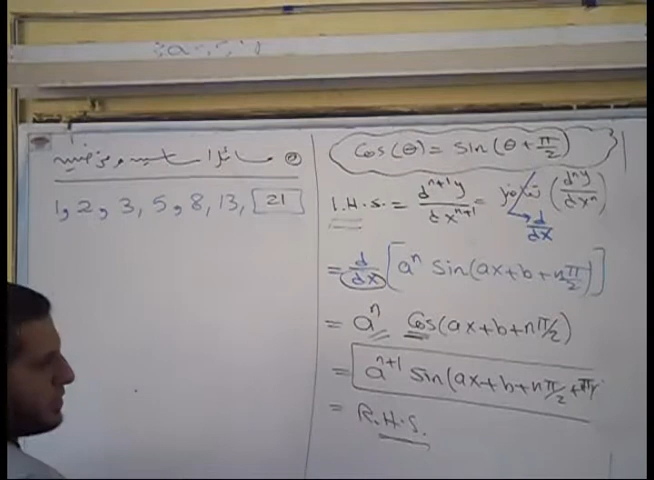 1, 2, 3, 5, 8, 13, 21
Cos(θ) = sin(θ + π/2)
L.H.S. = d^{n+1}y/dx^{n+1} = (d^n y/dx^n)
d/dx
= d/dx [a^n sin(ax+b+nπ/2)]
= a^n Cos(ax+b+nπ/2)
= a^{n+1} sin(ax+b+nπ/2+π/
= R.H.S.